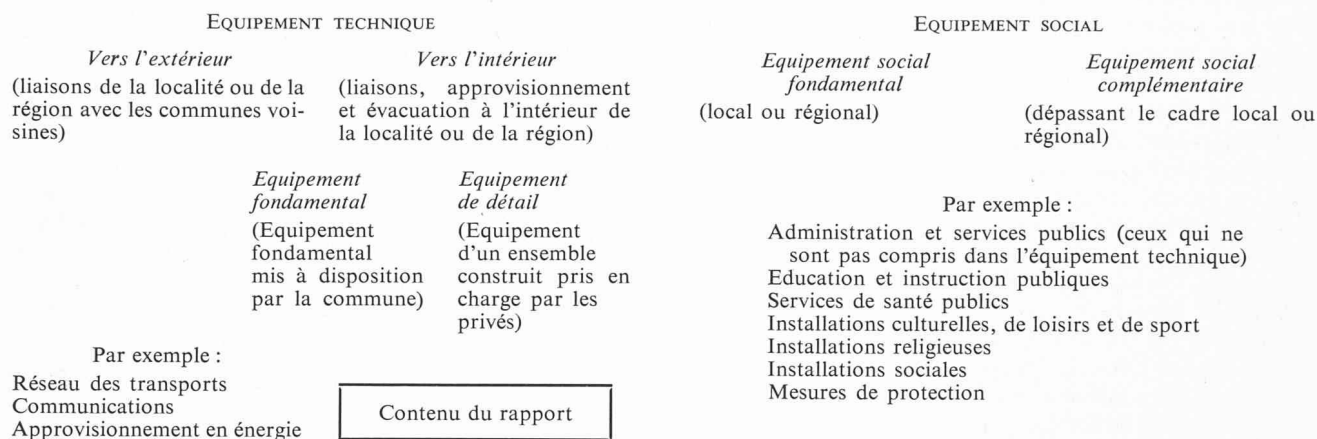 EQUIPEMENT TECHNIQUE
Vers l'extérieur
(liaisons de la localité ou de la
région avec les communes voi-
sines)
Vers l'intérieur
(liaisons, approvisionnement
et évacuation à l'intérieur de
la localité ou de la région)
Equipement
fondamental
(Equipement
fondamental
mis à disposition
par la commune)
Equipement
de détail
(Equipement
d'un ensemble
construit pris en
charge par les
privés)
Par exemple :
Réseau des transports
Communications
Approvisionnement en énergie
Contenu du rapport
EQUIPEMENT SOCIAL
Equipement social
fondamental
(local ou régional)
Equipement social
complémentaire
(dépassant le cadre local ou
régional)
Par exemple :
Administration et services publics (ceux qui ne
sont pas compris dans l'équipement technique)
Education et instruction publiques
Services de santé publics
Installations culturelles, de loisirs et de sport
Installations religieuses
Installations sociales
Mesures de protection